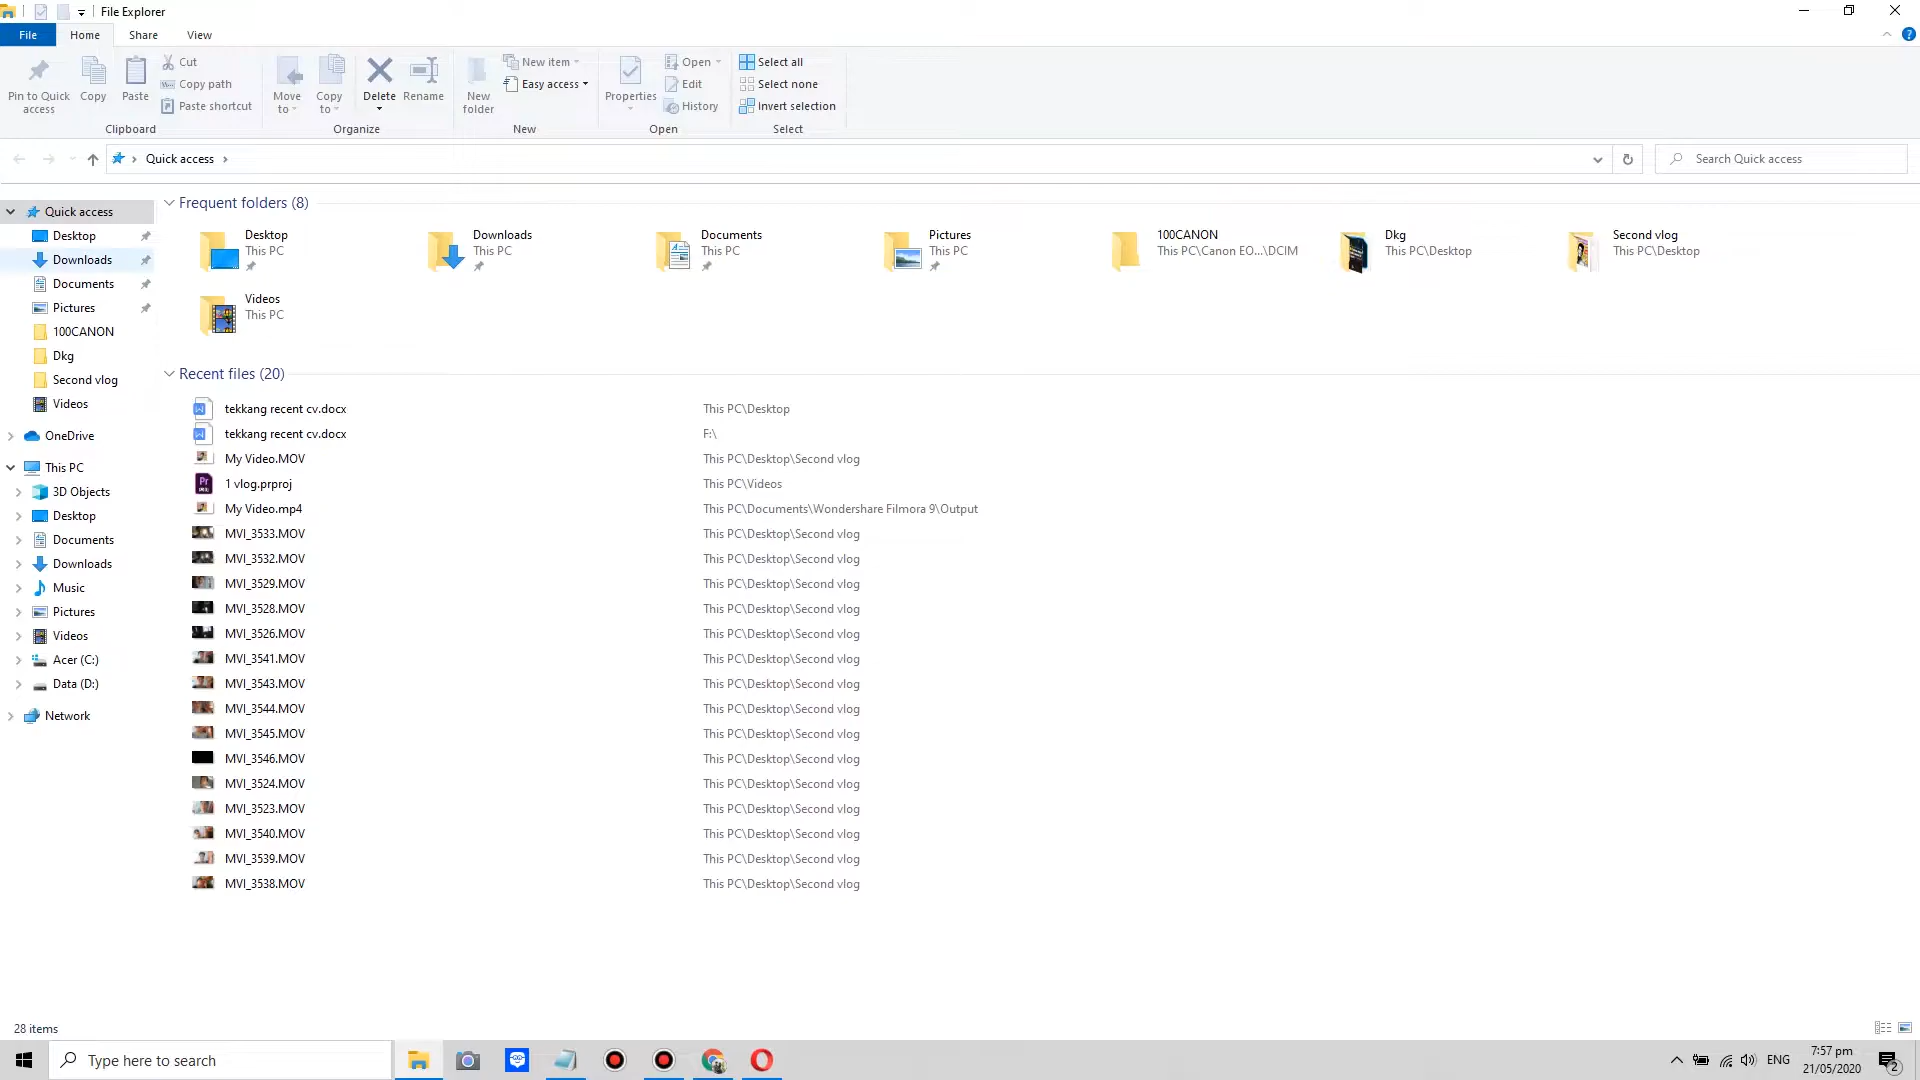 File Explorer
File Home Share View
Pin to Quick access
Copy
Paste
Cut
Copy path
Paste shortcut
Clipboard
Move to
Copy to
Delete
Rename
Organize
New folder
New item
Easy access
New
Properties
Open
Edit
History
Open
Select all
Select none
Invert selection
Select
Quick access
Search Quick access
Quick access
Desktop
Downloads
Documents
Pictures
100CANON
Dkg
Second vlog
Videos
OneDrive
This PC
3D Objects
Desktop
Documents
Downloads
Music
Pictures
Videos
Acer (C:)
Data (D:)
Network
Frequent folders (8)
Desktop
This PC
Downloads
This PC
Documents
This PC
Pictures
This PC
100CANON
This PC\Canon EO...\DCIM
Dkg
This PC\Desktop
Second vlog
This PC\Desktop
Videos
This PC
Recent files (20)
tekkang recent cv.docx This PC\Desktop
tekkang recent cv.docx F:\
My Video.MOV This PC\Desktop\Second vlog
1 vlog.prproj This PC\Videos
My Video.mp4 This PC\Documents\Wondershare Filmora 9\Output
MVI_3533.MOV This PC\Desktop\Second vlog
MVI_3532.MOV This PC\Desktop\Second vlog
MVI_3529.MOV This PC\Desktop\Second vlog
MVI_3528.MOV This PC\Desktop\Second vlog
MVI_3526.MOV This PC\Desktop\Second vlog
MVI_3541.MOV This PC\Desktop\Second vlog
MVI_3543.MOV This PC\Desktop\Second vlog
MVI_3544.MOV This PC\Desktop\Second vlog
MVI_3545.MOV This PC\Desktop\Second vlog
MVI_3546.MOV This PC\Desktop\Second vlog
MVI_3524.MOV This PC\Desktop\Second vlog
MVI_3523.MOV This PC\Desktop\Second vlog
MVI_3540.MOV This PC\Desktop\Second vlog
MVI_3539.MOV This PC\Desktop\Second vlog
MVI_3538.MOV This PC\Desktop\Second vlog
28 items
Type here to search
ENG
7:57 pm
21/05/2020
2